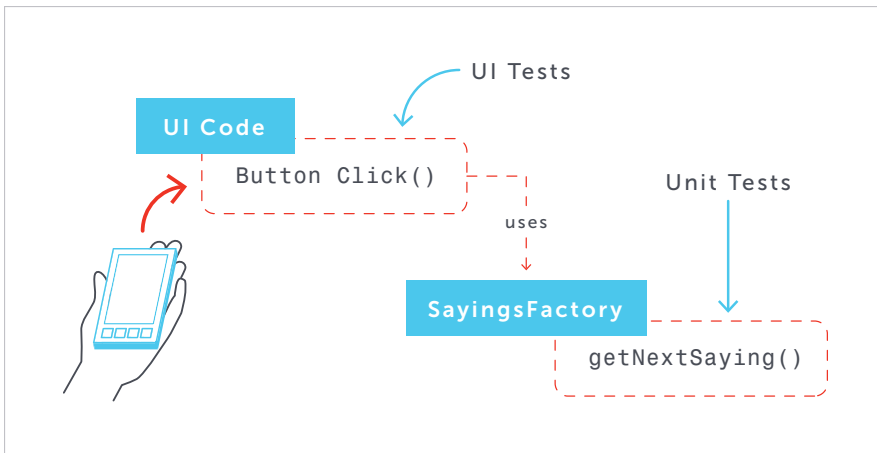 UI Tests
UI Code
Button Click()
Unit Tests
uses
SayingsFactory
getNextSaying()